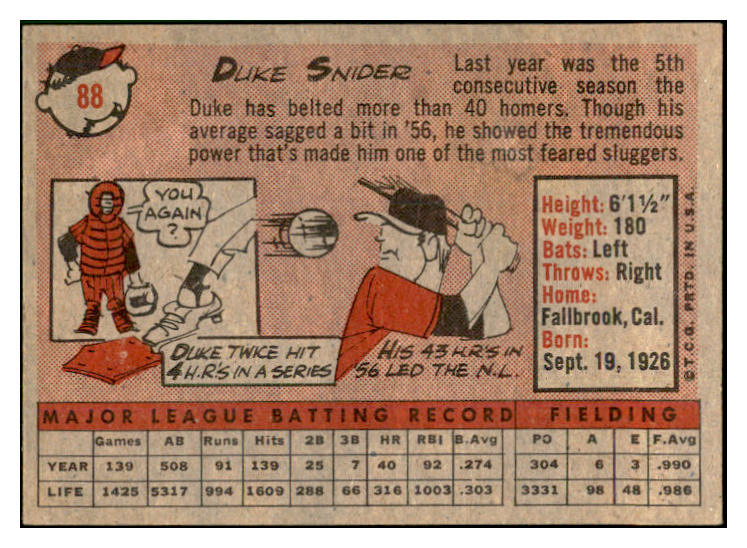 88
DUKE SNIDER
Last year was the 5th
consecutive season the
Duke has belted more than 40 homers. Though his
average sagged a bit in '56, he showed the tremendous
power that's made him one of the most feared sluggers.
YOU
AGAIN
?
DUKE TWICE HIT
4 H.R.'S IN A SERIES
HIS 43 HR'S IN
'56 LED THE N.L.
Height: 6'1½"
Weight: 180
Bats: Left
Throws: Right
Home:
Fallbrook, Cal.
Born:
Sept. 19, 1926
©T.C.G. PRTD. IN U.S.A.
MAJOR LEAGUE BATTING RECORD FIELDING
Games AB Runs Hits 2B 3B HR RBI B.Avg PO A E F.Avg
YEAR 139 508 91 139 25 7 40 92 .274 304 6 3 .990
LIFE 1425 5317 994 1609 288 66 316 1003 .303 3331 98 48 .986